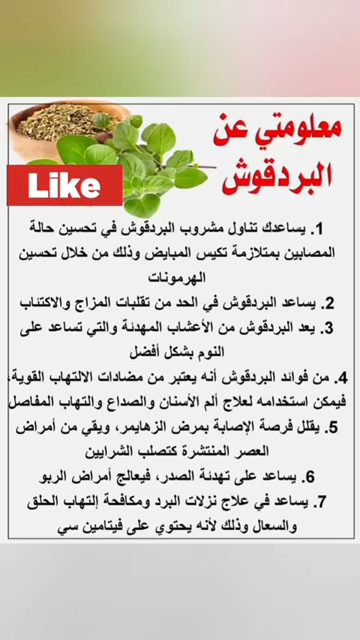 معلومتي عن
البردقوش
Like
1. يساعدك تناول مشروب البردقوش في تحسين حالة
المصابين بمتلازمة تكيس المبايض وذلك من خلال تحسين
الهرمونات
2. يساعد البردقوش في الحد من تقلبات المزاج والاكتئاب
3. يعد البردقوش من الأعشاب المهدئة والتي تساعد على
النوم بشكل أفضل
4. من فوائد البردقوش أنه يعتبر من مضادات الالتهاب القوية،
فيمكن استخدامه لعلاج ألم الأسنان والصداع والتهاب المفاصل
5. يقلل فرصة الإصابة بمرض الزهايمر، ويقي من أمراض
العصر المنتشرة كتصلب الشرايين
6. يساعد على تهدئة الصدر، فيعالج أمراض الربو
7. يساعد في علاج نزلات البرد ومكافحة إلتهاب الحلق
والسعال وذلك لأنه يحتوي على فيتامين سي